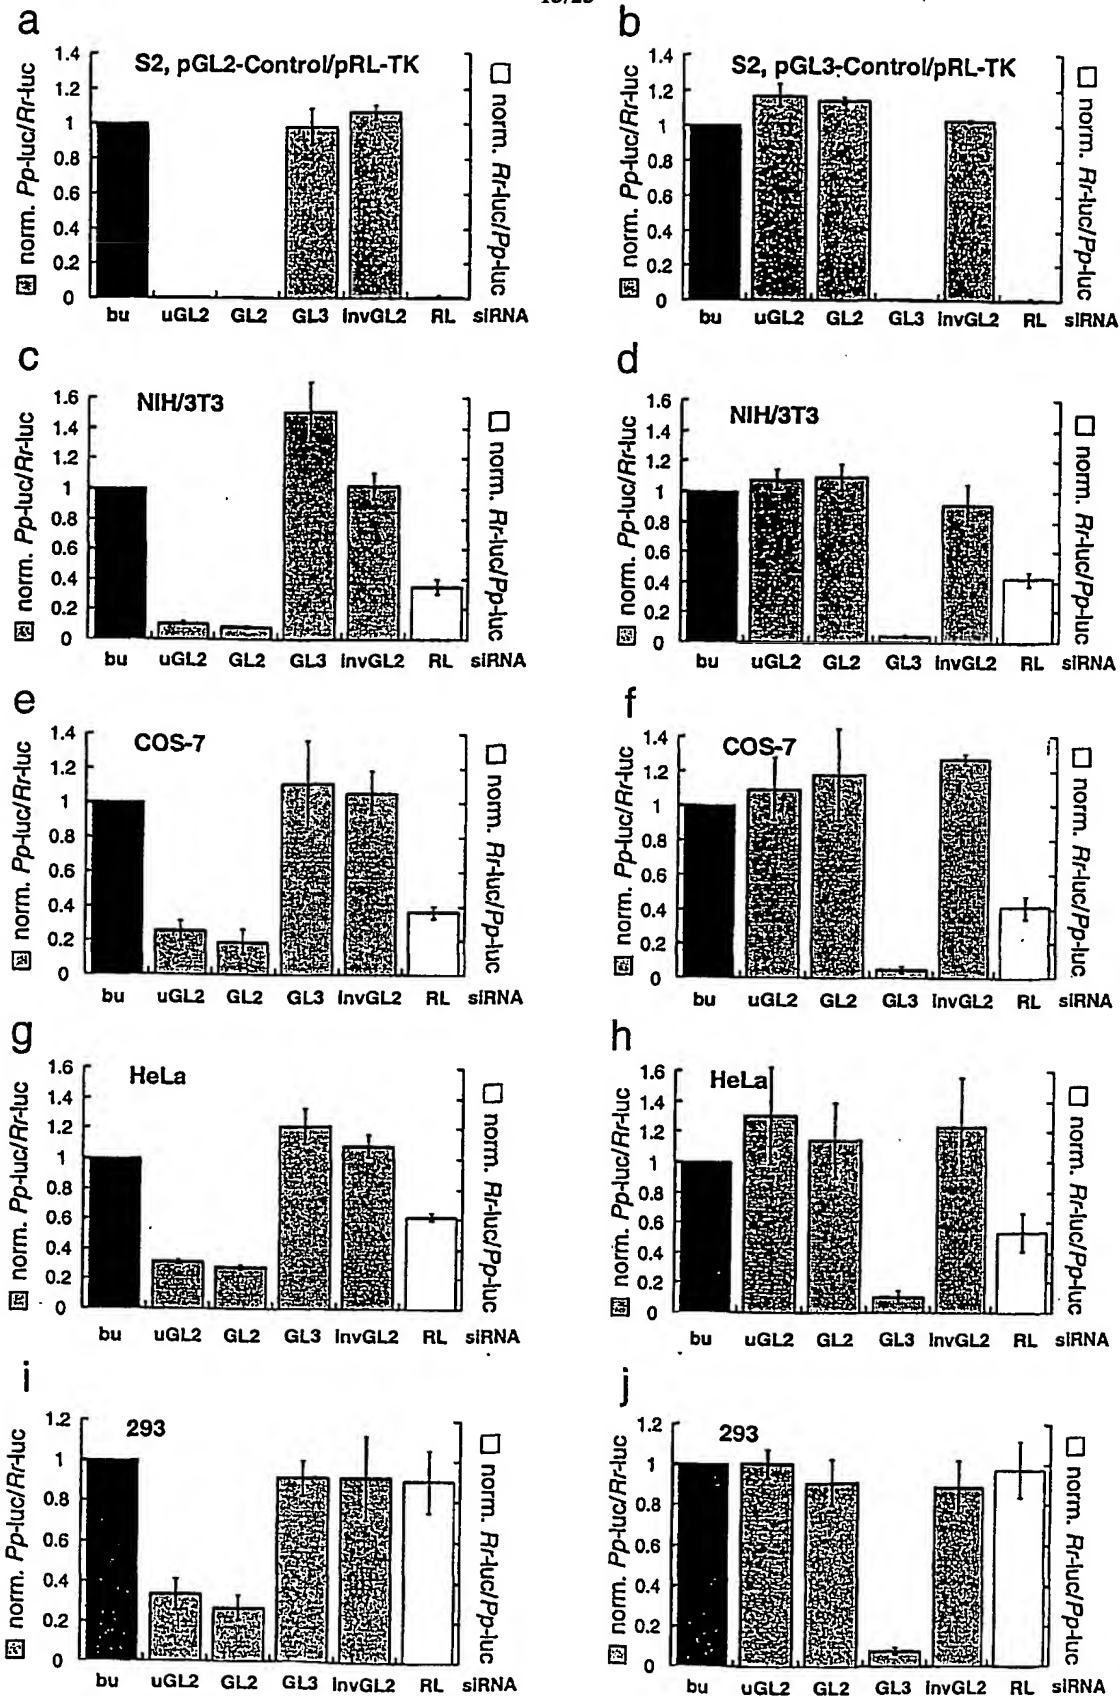 a
S2, pGL2-Control/pRL-TK
norm. Pp-luc/Rr-luc
1.4
1.2
1
0.8
0.6
0.4
0.2
0
norm. Rr-luc/Pp-luc
bu uGL2 GL2 GL3 invGL2 RL siRNA
b
S2, pGL3-Control/pRL-TK
norm. Pp-luc/Rr-luc
1.4
1.2
1
0.8
0.6
0.4
0.2
0
norm. Rr-luc/Pp-luc
bu uGL2 GL2 GL3 invGL2 RL siRNA
c
NIH/3T3
norm. Pp-luc/Rr-luc
1.6
1.4
1.2
1
0.8
0.6
0.4
0.2
0
norm. Rr-luc/Pp-luc
bu uGL2 GL2 GL3 invGL2 RL siRNA
d
NIH/3T3
norm. Pp-luc/Rr-luc
1.6
1.4
1.2
1
0.8
0.6
0.4
0.2
0
norm. Rr-luc/Pp-luc
bu uGL2 GL2 GL3 invGL2 RL siRNA
e
COS-7
norm. Pp-luc/Rr-luc
1.4
1.2
1
0.8
0.6
0.4
0.2
0
norm. Rr-luc/Pp-luc
bu uGL2 GL2 GL3 invGL2 RL siRNA
f
COS-7
norm. Pp-luc/Rr-luc
1.4
1.2
1
0.8
0.6
0.4
0.2
0
norm. Rr-luc/Pp-luc
bu uGL2 GL2 GL3 invGL2 RL siRNA
g
HeLa
norm. Pp-luc/Rr-luc
1.6
1.4
1.2
1
0.8
0.6
0.4
0.2
0
norm. Rr-luc/Pp-luc
bu uGL2 GL2 GL3 invGL2 RL siRNA
h
HeLa
norm. Pp-luc/Rr-luc
1.6
1.4
1.2
1
0.8
0.6
0.4
0.2
0
norm. Rr-luc/Pp-luc
bu uGL2 GL2 GL3 invGL2 RL siRNA
i
293
norm. Pp-luc/Rr-luc
1.2
1
0.8
0.6
0.4
0.2
0
norm. Rr-luc/Pp-luc
bu uGL2 GL2 GL3 invGL2 RL siRNA
j
293
norm. Pp-luc/Rr-luc
1.2
1
0.8
0.6
0.4
0.2
0
norm. Rr-luc/Pp-luc
bu uGL2 GL2 GL3 invGL2 RL siRNA